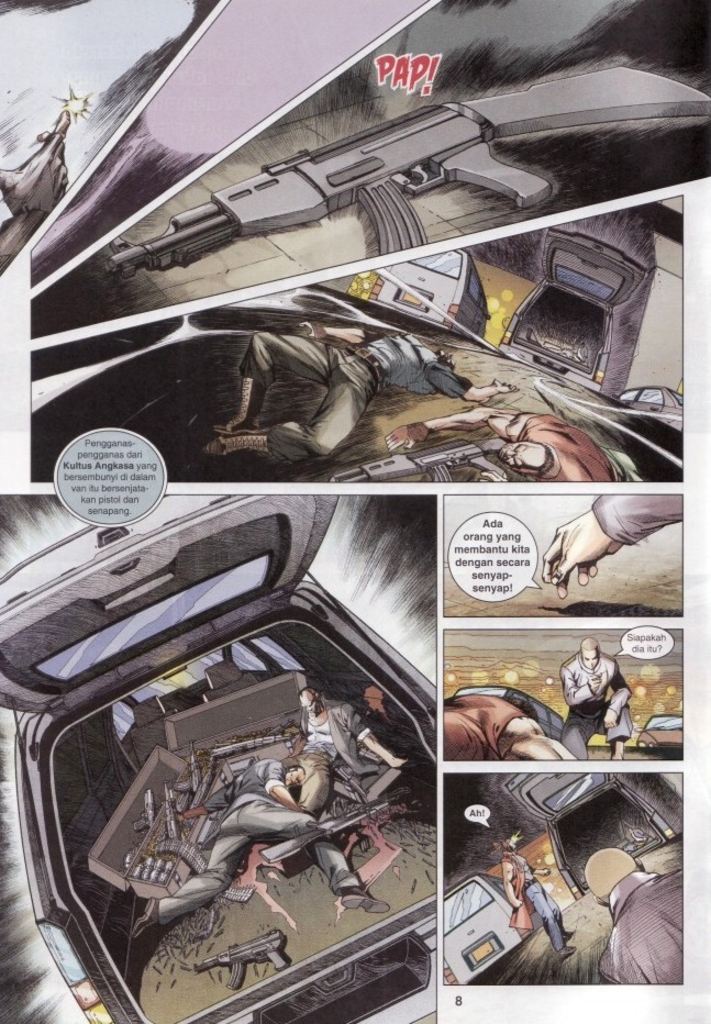 PAP!
Pengganas-
pengganas dari
Kultus Angkasa yang
bersembunyi di dalam
van itu bersenjata-
kan pistol dan
senapang.
Ada
orang yang
membantu kita
dengan secara
senyap-
senyap!
Siapakah
dia itu?
Ah!
8